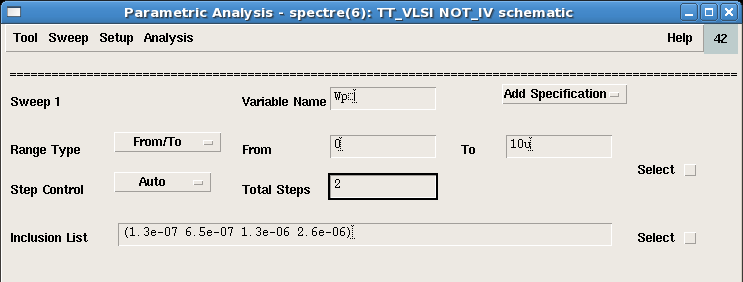 Parametric Analysis - spectre(6): TT_VLSI NOT_IV schematic
Tool Sweep Setup Analysis Help 42
Sweep 1 Variable Name Add Specification
Range Type From/To From 0 To 10u
Select
Step Control Auto Total Steps 2
Inclusion List (1.3e-07 6.5e-07 1.3e-06 2.6e-06) Select